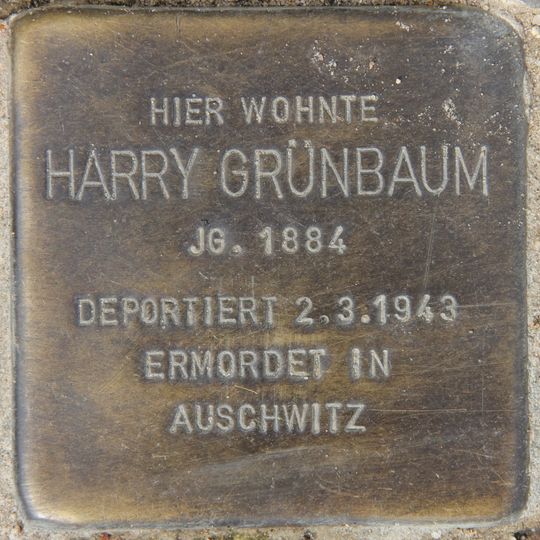 HIER WOHNTE
HARRY GRÜNBAUM
JG. 1884
DEPORTIERT 2.3.1943
ERMORDET IN
AUSCHWITZ